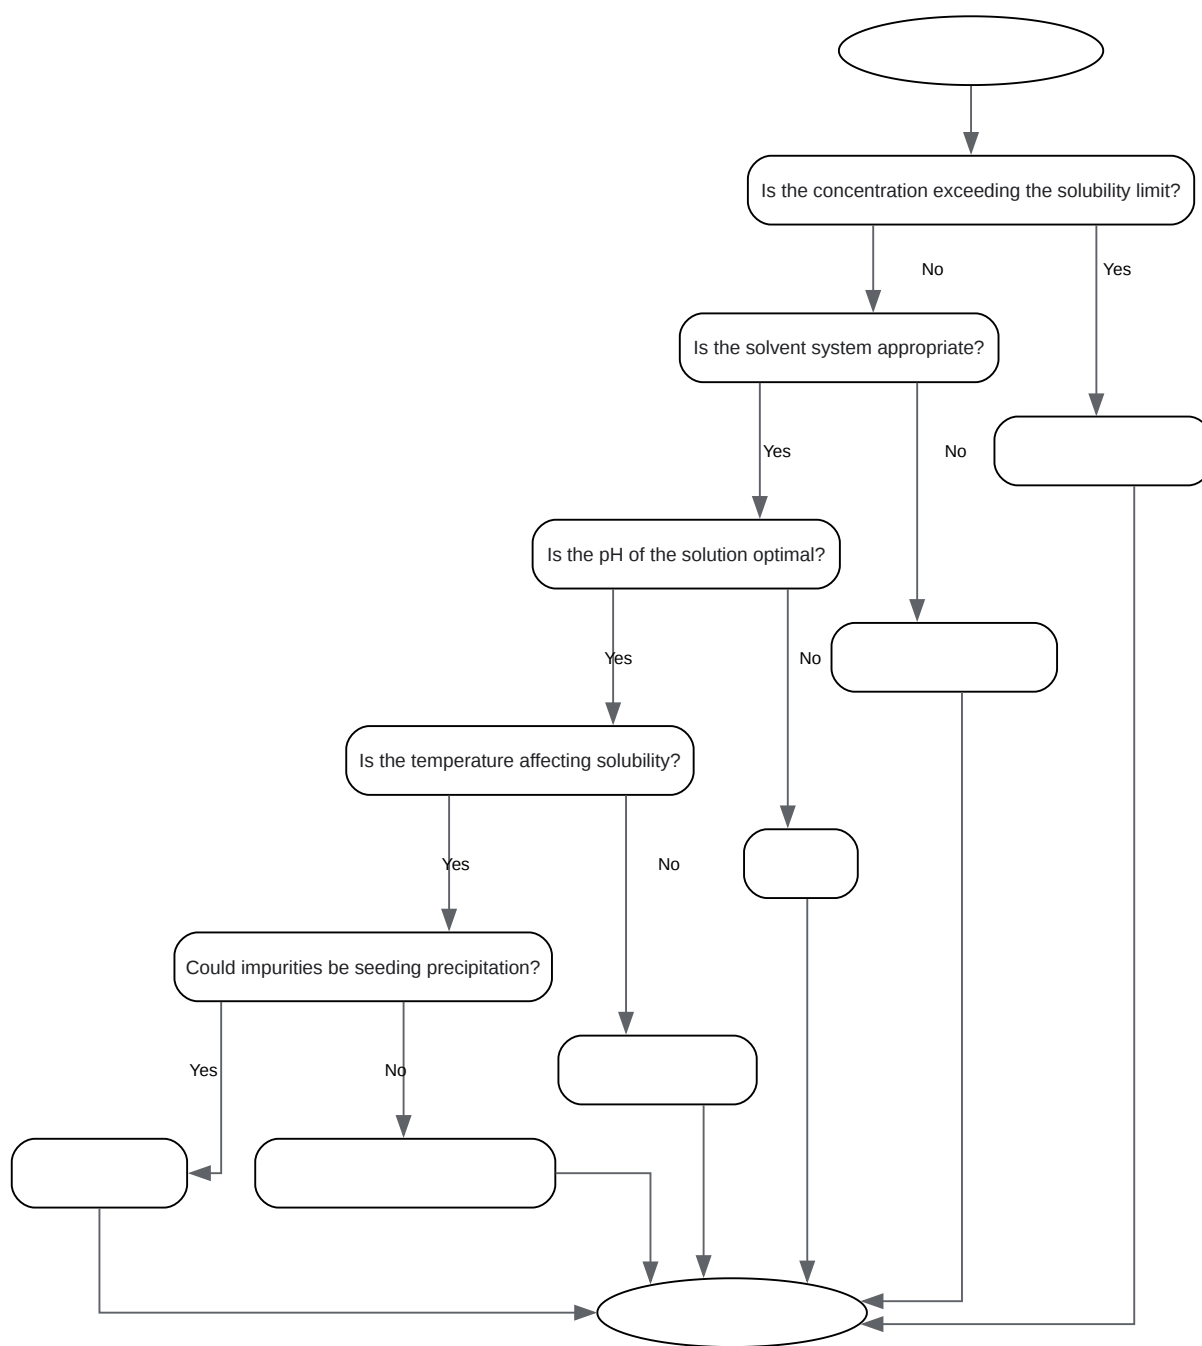 Is the concentration exceeding the solubility limit?
No
Yes
Is the solvent system appropriate?
Yes
No
Is the pH of the solution optimal?
Yes
No
Is the temperature affecting solubility?
Yes
No
Could impurities be seeding precipitation?
Yes
No